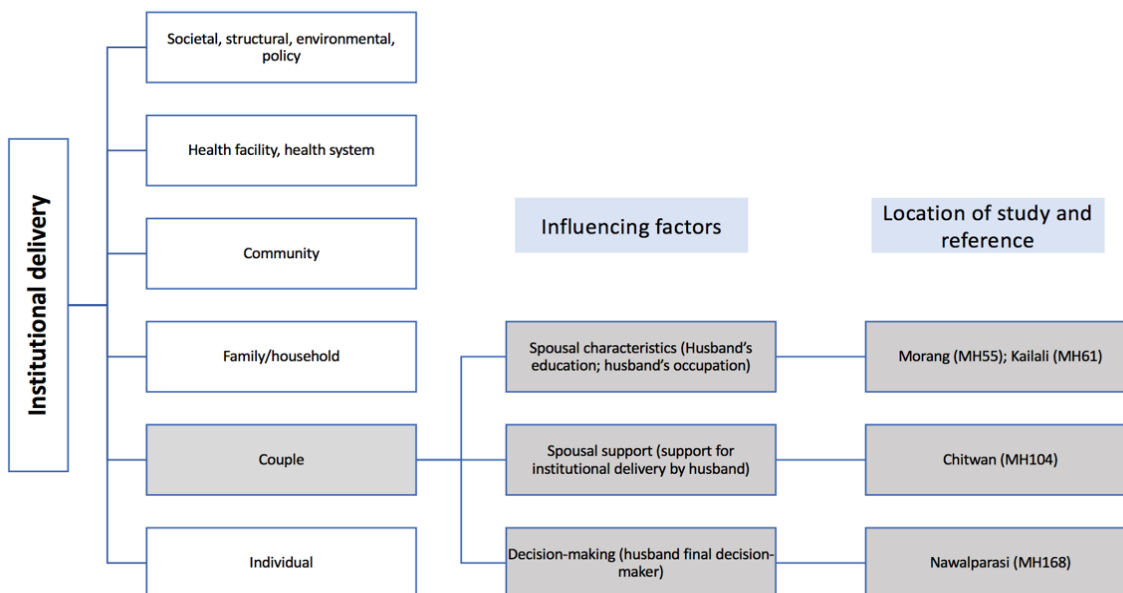 Institutional delivery
Societal, structural, environmental,
policy
Health facility, health system
Community
Family/household
Couple
Individual
Influencing factors
Spousal characteristics (Husband's
education; husband's occupation)
Spousal support (support for
institutional delivery by husband)
Decision-making (husband final decision-
maker)
Location of study and
reference
Morang (MH55); Kailali (MH61)
Chitwan (MH104)
Nawalparasi (MH168)